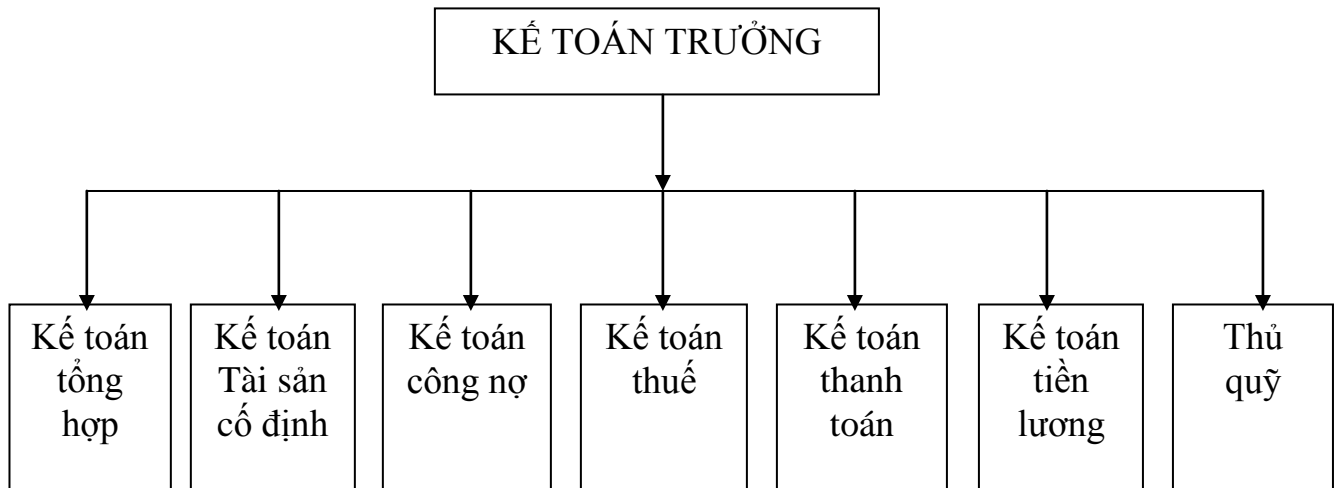 KẾ TOÁN TRƯỞNG
Kế toán
tổng
hợp
Kế toán
Tài sản
cố định
Kế toán
công nợ
Kế toán
thuế
Kế toán
thanh
toán
Kế toán
tiền
lương
Thủ
quỹ